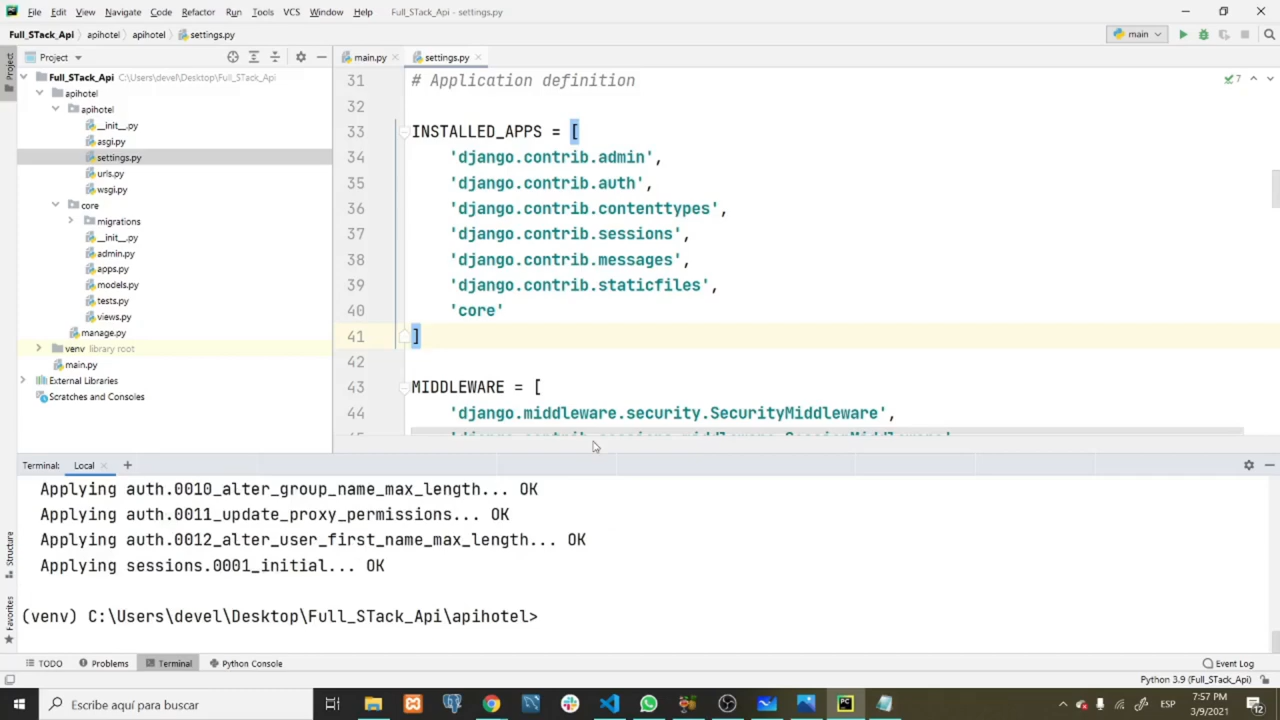 File Edit View Navigate Code Refactor Run Tools VCS Window Help Full_STack_Api - settings.py
Full_STack_Api apihotel apihotel settings.py main
Project main.py settings.py
Project
Full_STack_Api C:\Users\devel\Desktop\Full_STack_Api
apihotel
apihotel
__init__.py
asgi.py
settings.py
urls.py
wsgi.py
core
migrations
__init__.py
admin.py
apps.py
models.py
tests.py
views.py
manage.py
venv library root
main.py
External Libraries
Scratches and Consoles
31 # Application definition
7
32
33 INSTALLED_APPS = [
34 'django.contrib.admin',
35 'django.contrib.auth',
36 'django.contrib.contenttypes',
37 'django.contrib.sessions',
38 'django.contrib.messages',
39 'django.contrib.staticfiles',
40 'core'
41 ]
42
43 MIDDLEWARE = [
44 'django.middleware.security.SecurityMiddleware',
Terminal: Local +
Applying auth.0010_alter_group_name_max_length... OK
Applying auth.0011_update_proxy_permissions... OK
Applying auth.0012_alter_user_first_name_max_length... OK
Applying sessions.0001_initial... OK
(venv) C:\Users\devel\Desktop\Full_STack_Api\apihotel>
Structure
Favorites
TODO Problems Terminal Python Console Event Log
Python 3.9 (Full_STack_Api)
Escribe aquí para buscar
PC
ESP
7:57 PM
3/9/2021
12